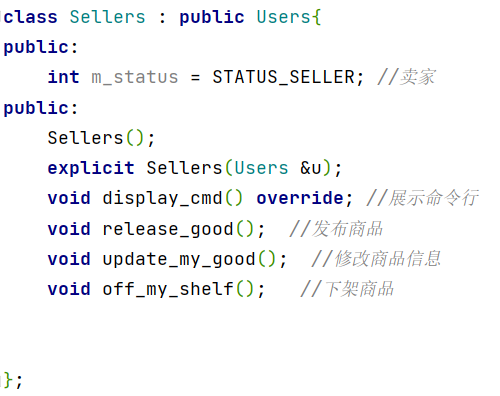 class Sellers : public Users{
public:
    int m_status = STATUS_SELLER; //卖家
public:
    Sellers();
    explicit Sellers(Users &u);
    void display_cmd() override; //展示命令行
    void release_good();  //发布商品
    void update_my_good();  //修改商品信息
    void off_my_shelf();   //下架商品
};